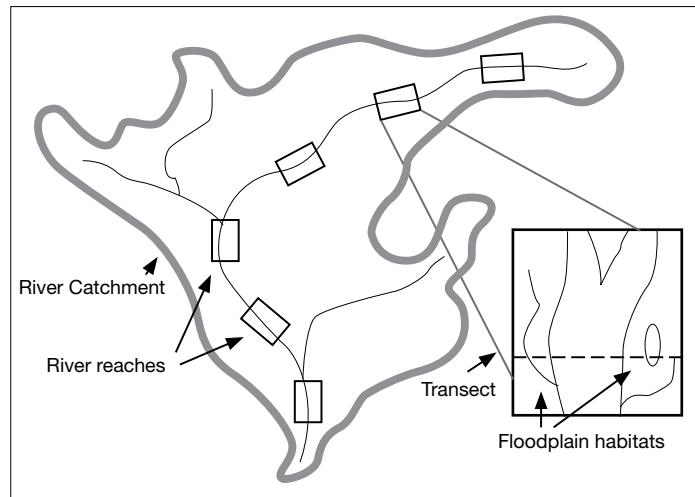 River Catchment
River reaches
Transect
Floodplain habitats